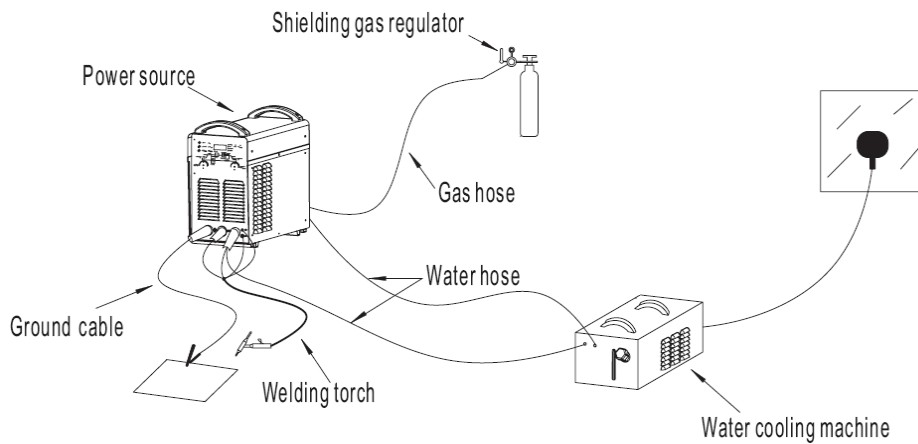 Shielding gas regulator
Power source
Gas hose
Water hose
Ground cable
Welding torch
Water cooling machine